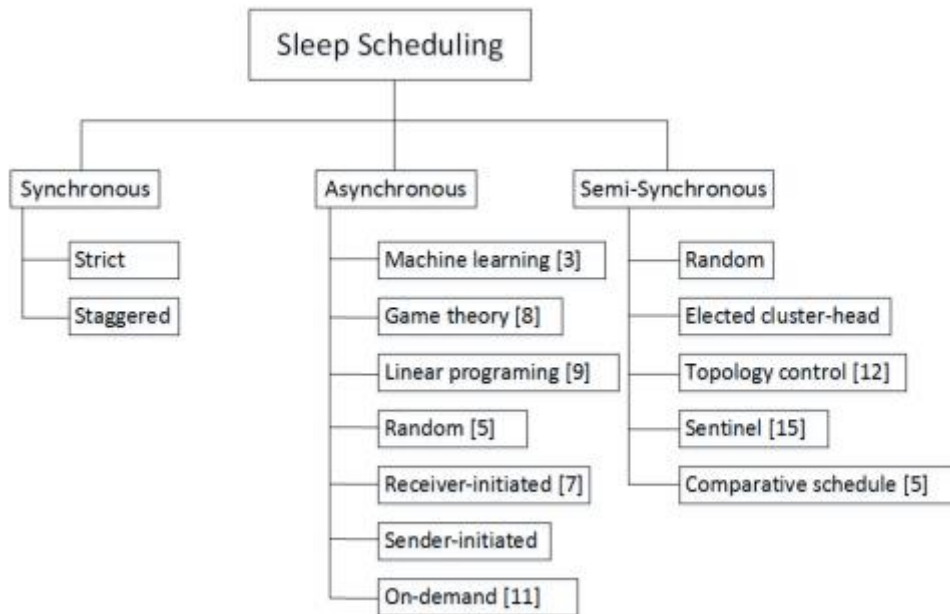 Sleep Scheduling
Synchronous
Strict
Staggered
Asynchronous
Machine learning [3]
Game theory [8]
Linear programing [9]
Random [5]
Receiver-initiated [7]
Sender-initiated
On-demand [11]
Semi-Synchronous
Random
Elected cluster-head
Topology control [12]
Sentinel [15]
Comparative schedule [5]